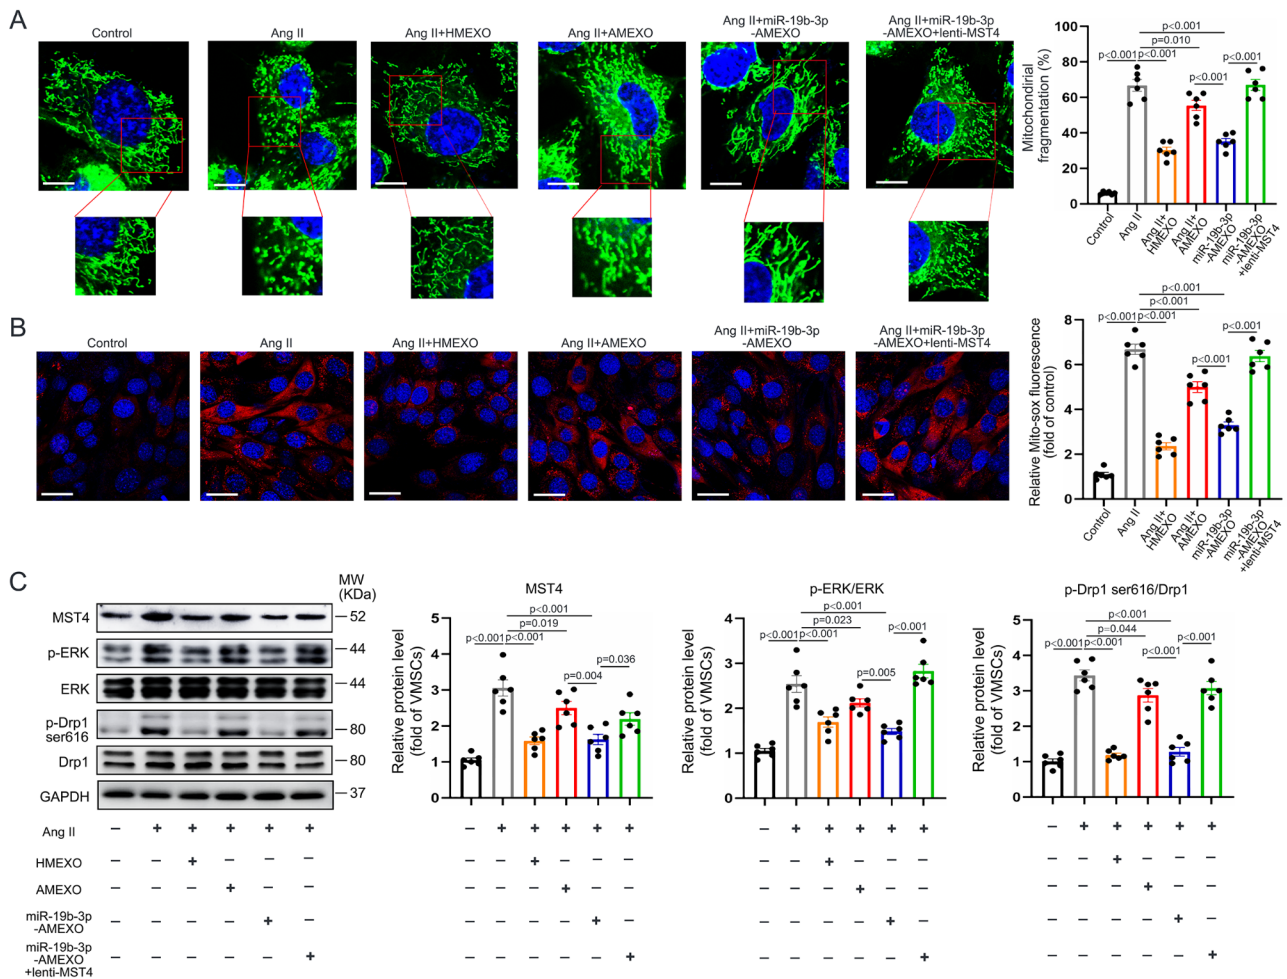 A
Control
Ang II
Ang II+HMEXO
Ang II+AMEXO
Ang II+miR-19b-3p
-AMEXO
Ang II+miR-19b-3p
-AMEXO+lenti-MST4
Mitochondrial
fragmentation (%)
100
80
60
40
20
0
p<0.001
p=0.010
p<0.001
p<0.001
p<0.001
p<0.001
Control
Ang II
Ang II+
HMEXO
Ang II+
AMEXO
miR-19b-3p
-AMEXO
miR-19b-3p
-AMEXO
+lenti-MST4
B
Control
Ang II
Ang II+HMEXO
Ang II+AMEXO
Ang II+miR-19b-3p
-AMEXO
Ang II+miR-19b-3p
-AMEXO+lenti-MST4
Relative Mito-sox fluorescence
(fold of control)
8
6
4
2
0
p<0.001
p<0.001
p<0.001
p<0.001
p<0.001
p<0.001
Control
Ang II
Ang II+
HMEXO
Ang II+
AMEXO
miR-19b-3p
-AMEXO
miR-19b-3p
-AMEXO
+lenti-MST4
C
MW
(KDa)
MST4
52
p-ERK
44
ERK
44
p-Drp1
ser616
80
Drp1
80
GAPDH
37
Ang II − + + + + +
HMEXO − − + − − −
AMEXO − − − + − −
miR-19b-3p
-AMEXO − − − − + −
miR-19b-3p
-AMEXO
+lenti-MST4 − − − − − +
MST4
Relative protein level
(fold of VMSCs)
5
4
3
2
1
0
p<0.001
p=0.019
p<0.001
p<0.001
p=0.004
p=0.036
− + + + + +
− − + − − −
− − − + − −
− − − − + −
− − − − − +
p-ERK/ERK
Relative protein level
(fold of VMSCs)
4
3
2
1
0
p<0.001
p=0.023
p<0.001
p<0.001
p=0.005
p<0.001
− + + + + +
− − + − − −
− − − + − −
− − − − + −
− − − − − +
p-Drp1 ser616/Drp1
Relative protein level
(fold of VMSCs)
5
4
3
2
1
0
p<0.001
p=0.044
p<0.001
p<0.001
p<0.001
p<0.001
− + + + + +
− − + − − −
− − − + − −
− − − − + −
− − − − − +